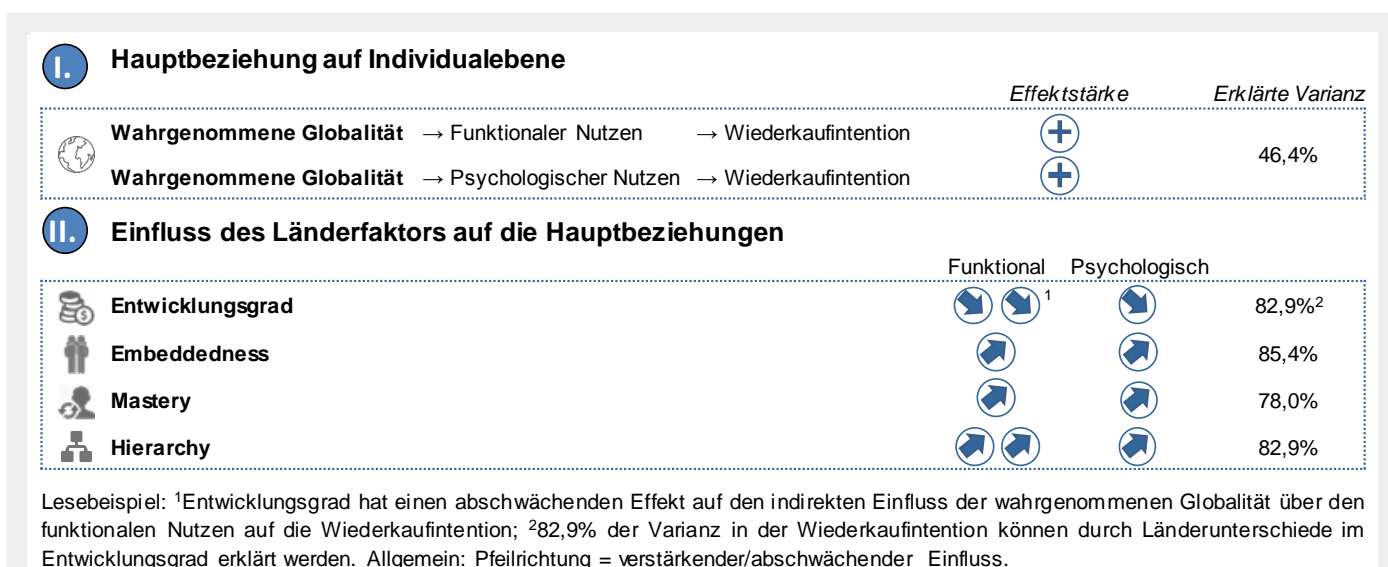 I. Hauptbeziehung auf Individualebene
Effektstärke Erklärte Varianz
Wahrgenommene Globalität → Funktionaler Nutzen → Wiederkaufintention
46,4%
Wahrgenommene Globalität → Psychologischer Nutzen → Wiederkaufintention
II. Einfluss des Länderfaktors auf die Hauptbeziehungen
Funktional Psychologisch
Entwicklungsgrad 1 82,9%2
Embeddedness 85,4%
Mastery 78,0%
Hierarchy 82,9%
Lesebeispiel: 1Entwicklungsgrad hat einen abschwächenden Effekt auf den indirekten Einfluss der wahrgenommenen Globalität über den
funktionalen Nutzen auf die Wiederkaufintention; 282,9% der Varianz in der Wiederkaufintention können durch Länderunterschiede im
Entwicklungsgrad erklärt werden. Allgemein: Pfeilrichtung = verstärkender/abschwächender Einfluss.